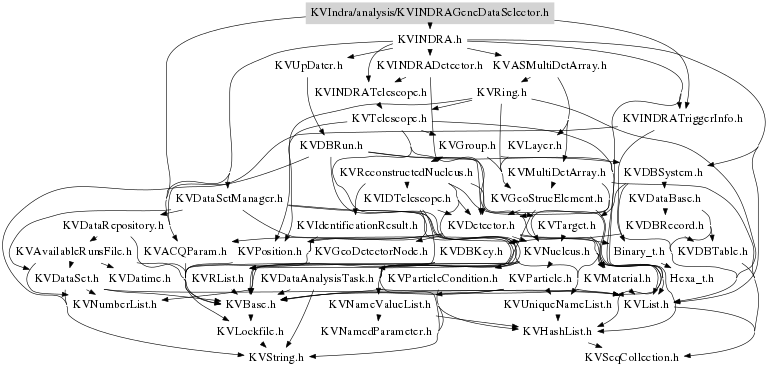 KVIndra/analysis/KVINDRAGeneDataSelector.h
KVINDRA.h
KVUpDater.h
KVINDRADetector.h
KVASMultiDetArray.h
KVINDRATelescope.h
KVRing.h
KVTelescope.h
KVINDRATriggerInfo.h
KVDBRun.h
KVGroup.h
KVLayer.h
KVReconstructedNucleus.h
KVMultiDetArray.h
KVDBSystem.h
KVDataSetManager.h
KVIDTelescope.h
KVGeoStrucElement.h
KVDataBase.h
KVDataRepository.h
KVIdentificationResult.h
KVDetector.h
KVTarget.h
KVDBRecord.h
KVAvailableRunsFile.h
KVACQParam.h
KVPosition.h
KVGeoDetectorNode.h
KVDBKey.h
KVNucleus.h
Binary_t.h
KVDBTable.h
KVDataSet.h
KVDatime.h
KVRList.h
KVDataAnalysisTask.h
KVParticleCondition.h
KVParticle.h
KVMaterial.h
Hexa_t.h
KVNumberList.h
KVBase.h
KVNameValueList.h
KVUniqueNameList.h
KVList.h
KVLockfile.h
KVNamedParameter.h
KVHashList.h
KVString.h
KVSeqCollection.h